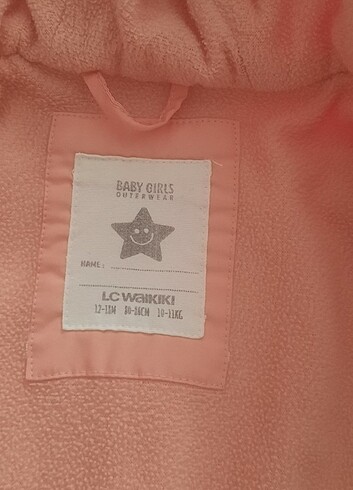 BABY GIRLS
OUTERWEAR
NAME:
LC WAIKIKI
12-18M 80-86CM 10-11KG